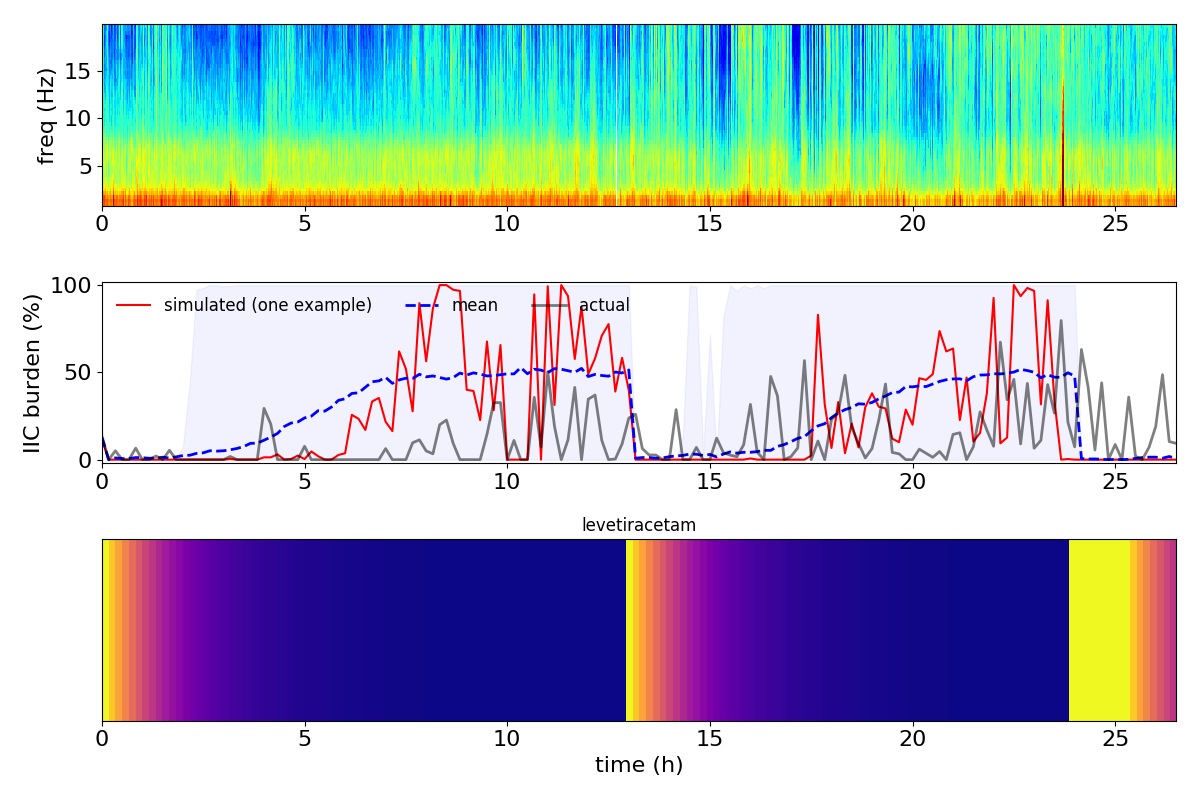 freq (Hz)
15
10
5
0 5 10 15 20 25
IIC burden (%)
100
50
0
simulated (one example) mean actual
0 5 10 15 20 25
levetiracetam
0 5 10 15 20 25
time (h)